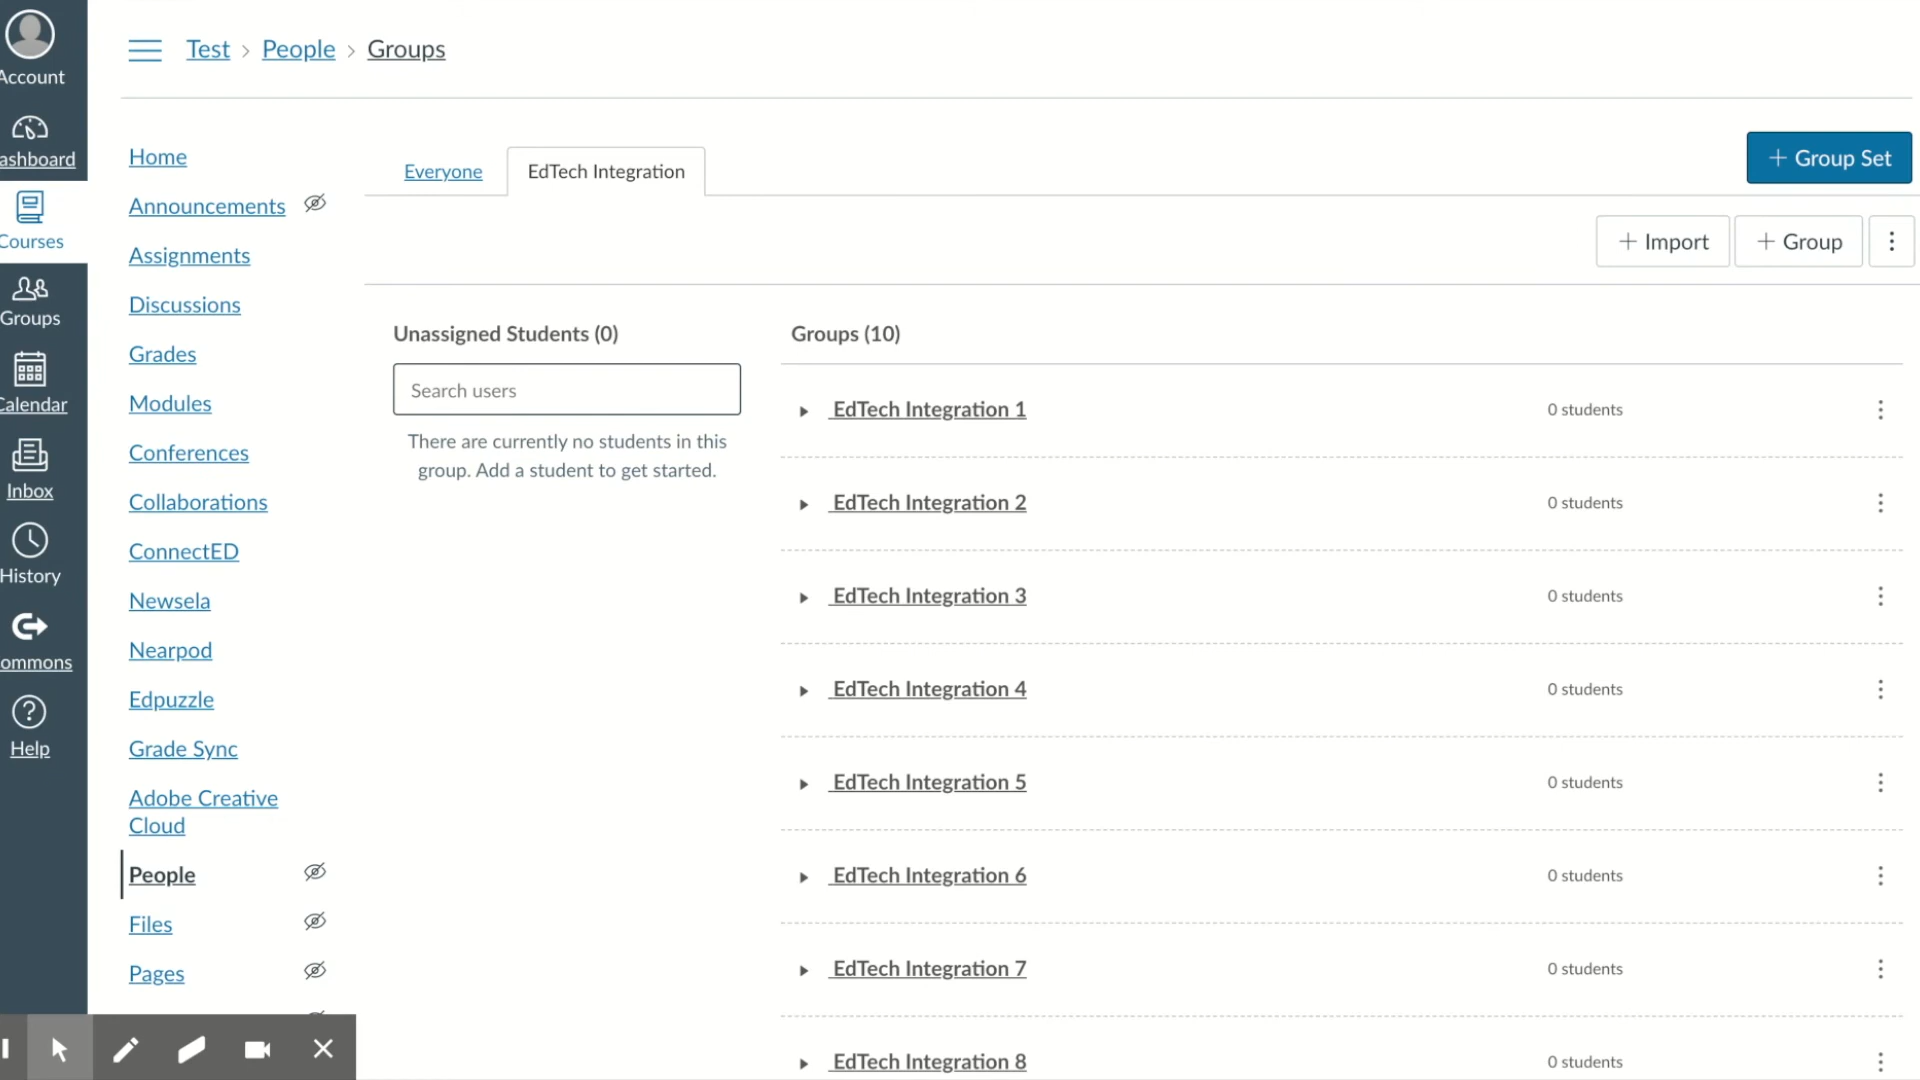 Account
ashboard
Courses
Groups
Calendar
Inbox
History
ommons
Help
Test > People > Groups
Home
Announcements
Assignments
Discussions
Grades
Modules
Conferences
Collaborations
ConnectED
Newsela
Nearpod
Edpuzzle
Grade Sync
Adobe Creative
Cloud
People
Files
Pages
Everyone
EdTech Integration
+ Group Set
+ Import
+ Group
Unassigned Students (0)
Search users
There are currently no students in this
group. Add a student to get started.
Groups (10)
EdTech Integration 1 0 students
EdTech Integration 2 0 students
EdTech Integration 3 0 students
EdTech Integration 4 0 students
EdTech Integration 5 0 students
EdTech Integration 6 0 students
EdTech Integration 7 0 students
EdTech Integration 8 0 students